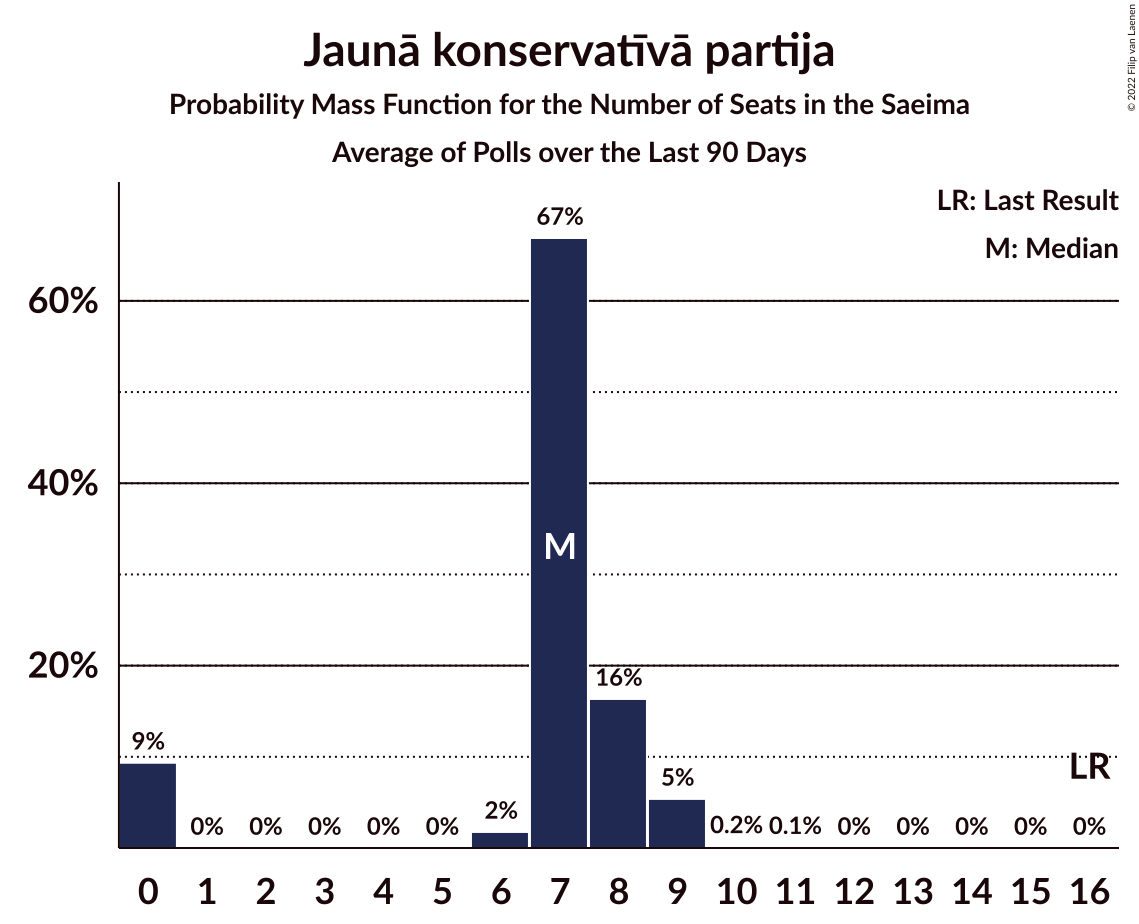 Jaunā konservatīvā partija
Probability Mass Function for the Number of Seats in the Saeima
Average of Polls over the Last 90 Days
© 2022 Filip van Laenen
LR: Last Result
M: Median
67%
60%
40%
M
20%
16%
9%
LR
5%
2%
0% 0% 0% 0% 0% 0.2% 0.1% 0% 0% 0% 0% 0%
0 1 2 3 4 5 6 7 8 9 10 11 12 13 14 15 16